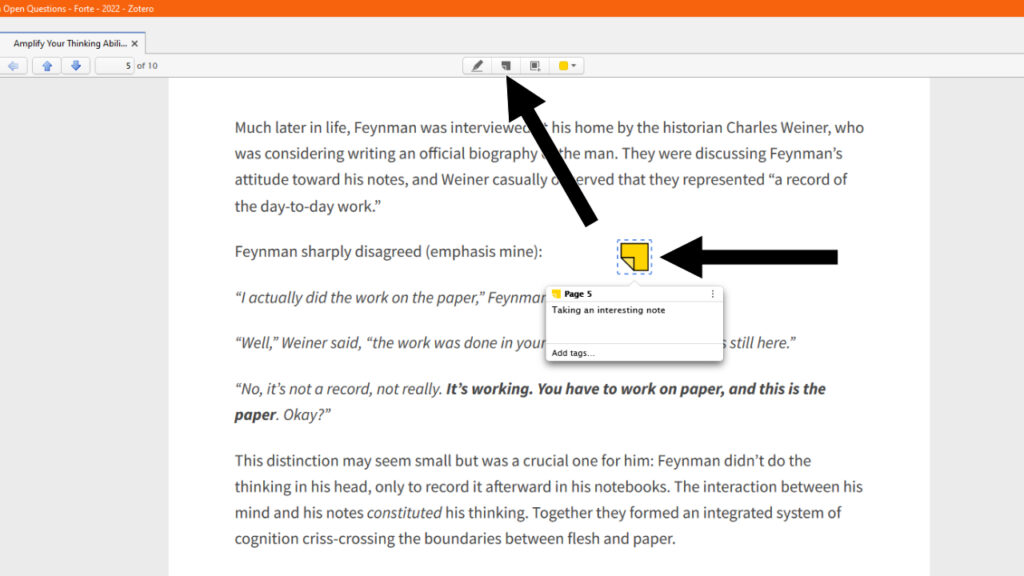 Open Questions - Forte - 2022 - Zotero
Amplify Your Thinking Abili...
5 of 10
Much later in life, Feynman was interviewed his home by the historian Charles Weiner, who
was considering writing an official biography the man. They were discussing Feynman’s
attitude toward his notes, and Weiner casually observed that they represented “a record of
the day-to-day work.”
Feynman sharply disagreed (emphasis mine):
“I actually did the work on the paper,” Feynman
Page 5
Taking an interesting note
“Well,” Weiner said, “the work was done in your still here.”
Add tags...
“No, it’s not a record, not really. It’s working. You have to work on paper, and this is the
paper. Okay?”
This distinction may seem small but was a crucial one for him: Feynman didn’t do the
thinking in his head, only to record it afterward in his notebooks. The interaction between his
mind and his notes constituted his thinking. Together they formed an integrated system of
cognition criss-crossing the boundaries between flesh and paper.